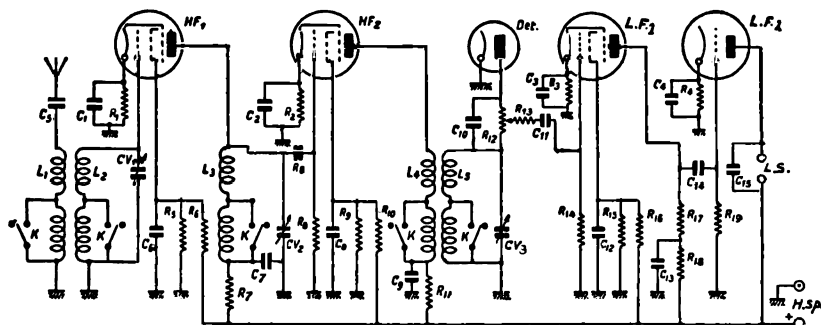 HF1 HF2 Det. L.F.1 L.F.2
C5 C1 R1 C2 R2 C3 R3 C4 R4
C10 R12 R13 C11
L1 L2 CV1 L3 R8 L4 L5 C14 C15 L.S.
K K C6 R5 R6 K CV2 R8 C8 R9 R10 K K CV3 R14 C12 R15 R16 R17 R19
C7 C9 C13 R18
R7 R11 H.Sp.
+